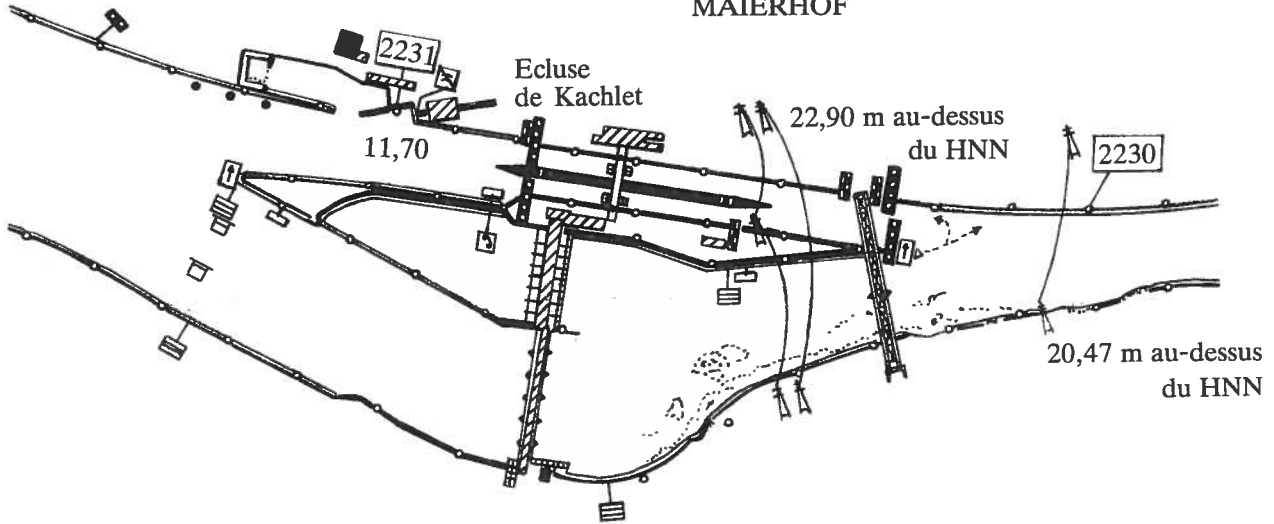 MAIERHOF
2231
Ecluse
de Kachlet
22,90 m au-dessus
du HNN
2230
11,70
20,47 m au-dessus
du HNN